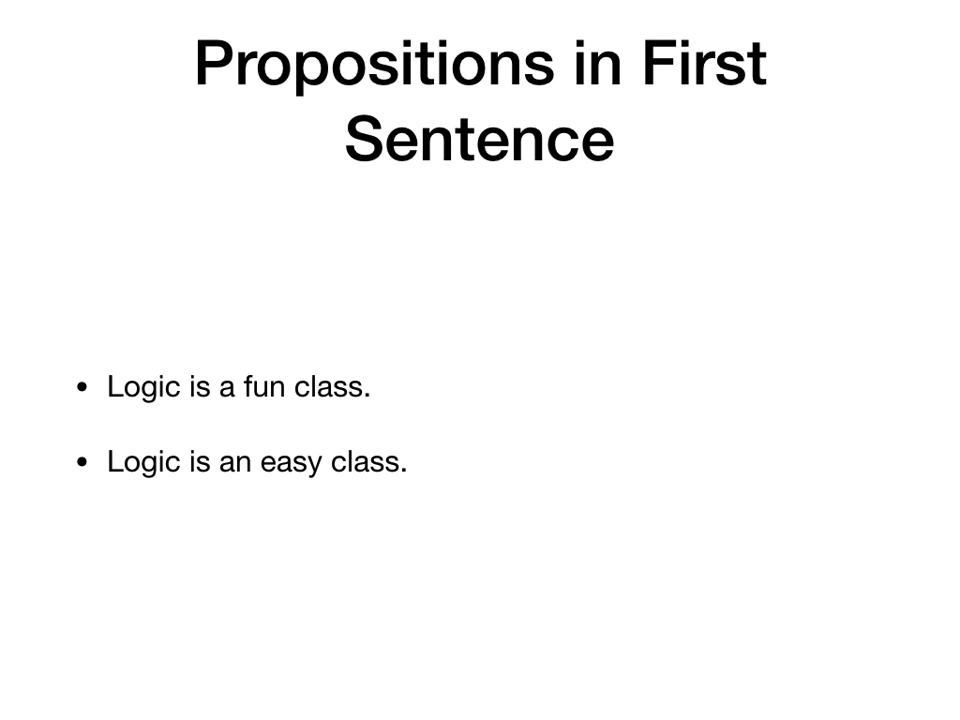 Propositions in First
Sentence
• Logic is a fun class.
• Logic is an easy class.